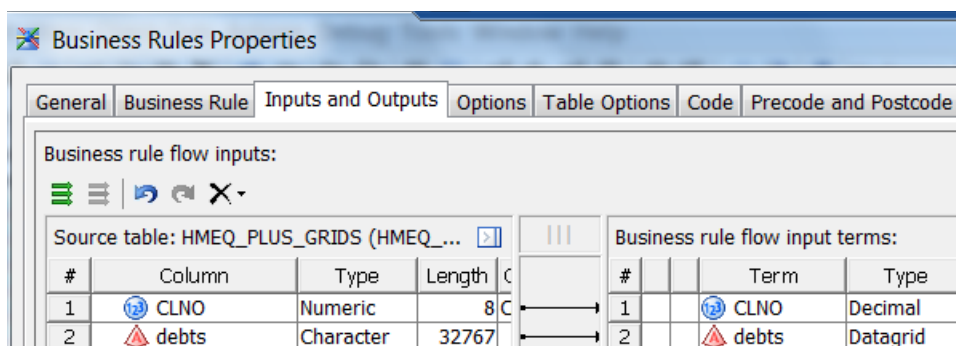 Business Rules Properties
General Business Rule Inputs and Outputs Options Table Options Code Precode and Postcode
Business rule flow inputs:
Source table: HMEQ_PLUS_GRIDS (HMEQ_... Business rule flow input terms:
# Column Type Length # Term Type
1 123 CLNO Numeric 8 C 1 123 CLNO Decimal
2 A debts Character 32767 2 A debts Datagrid